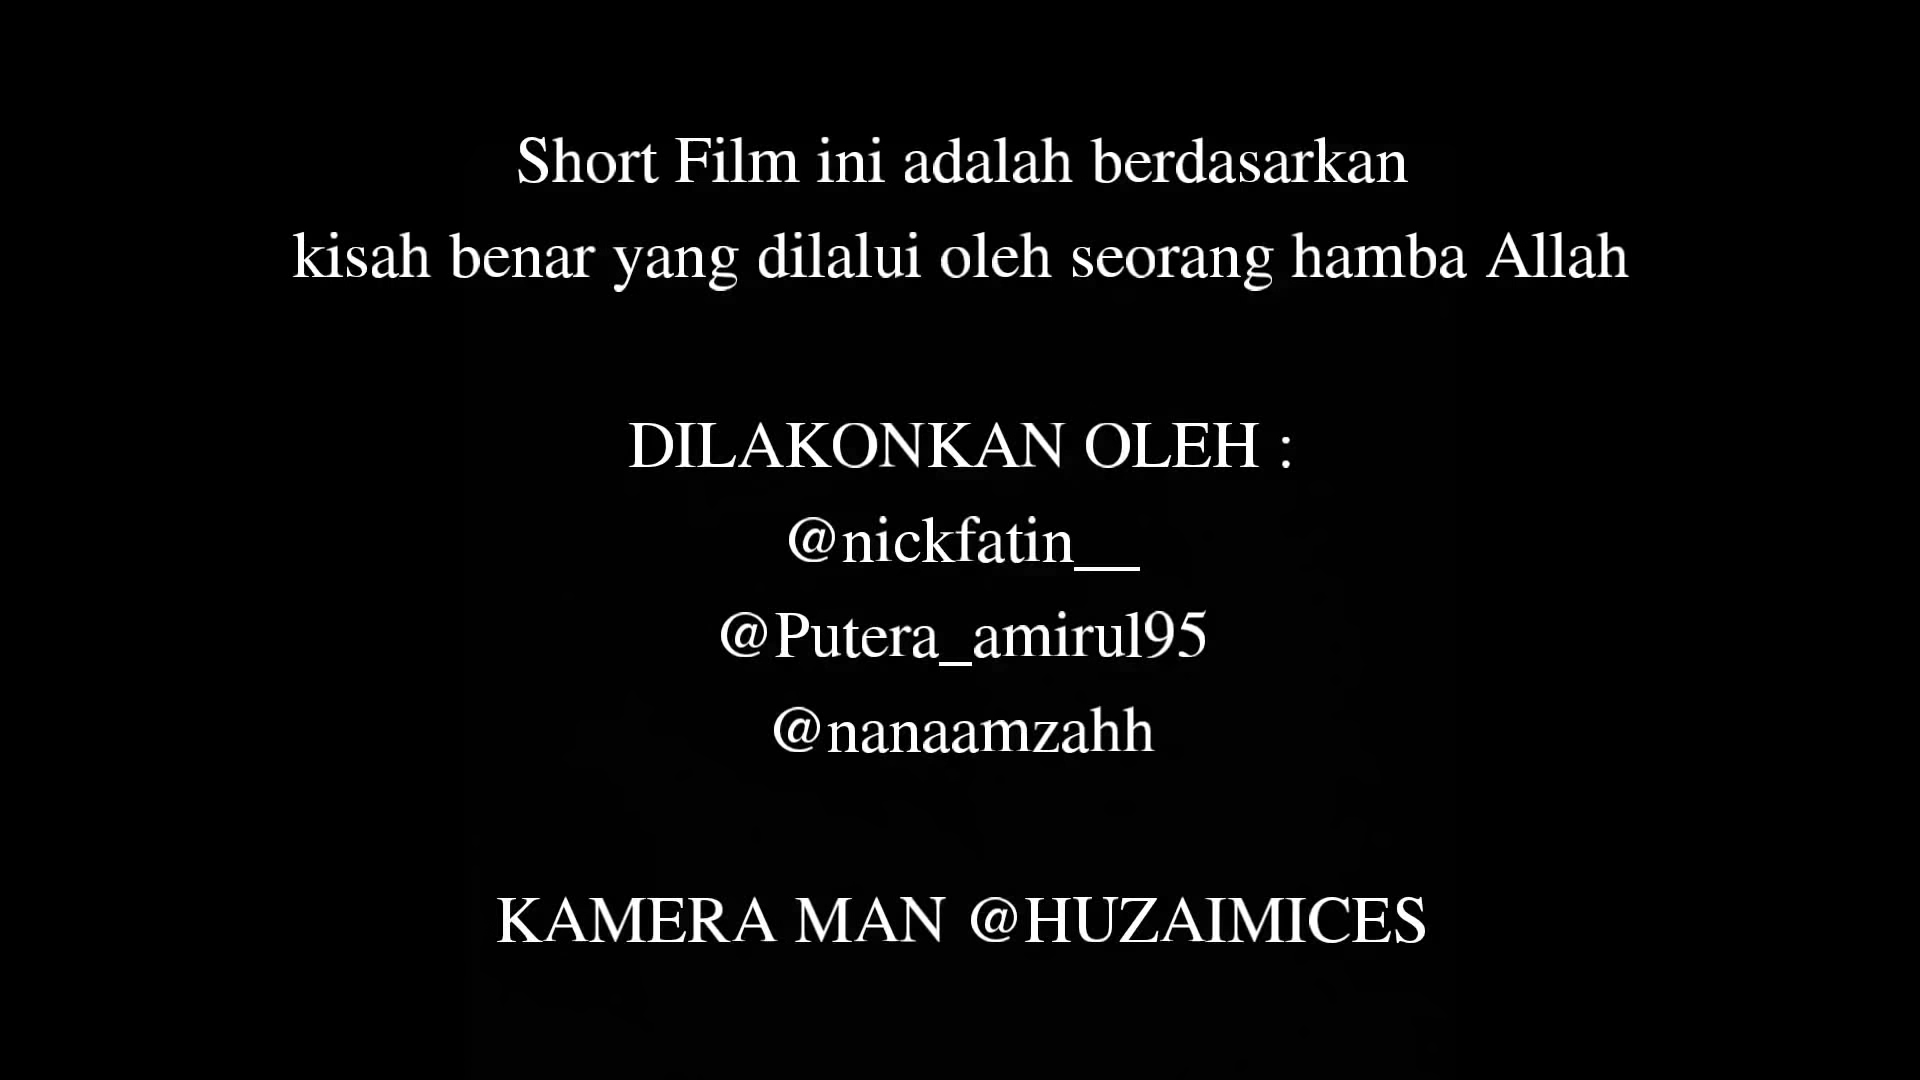 Short Film ini adalah berdasarkan
kisah benar yang dilalui oleh seorang hamba Allah
DILAKONKAN OLEH :
@nickfatin__
@Putera_amirul95
@nanaamzahh
KAMERA MAN @HUZAIMICES